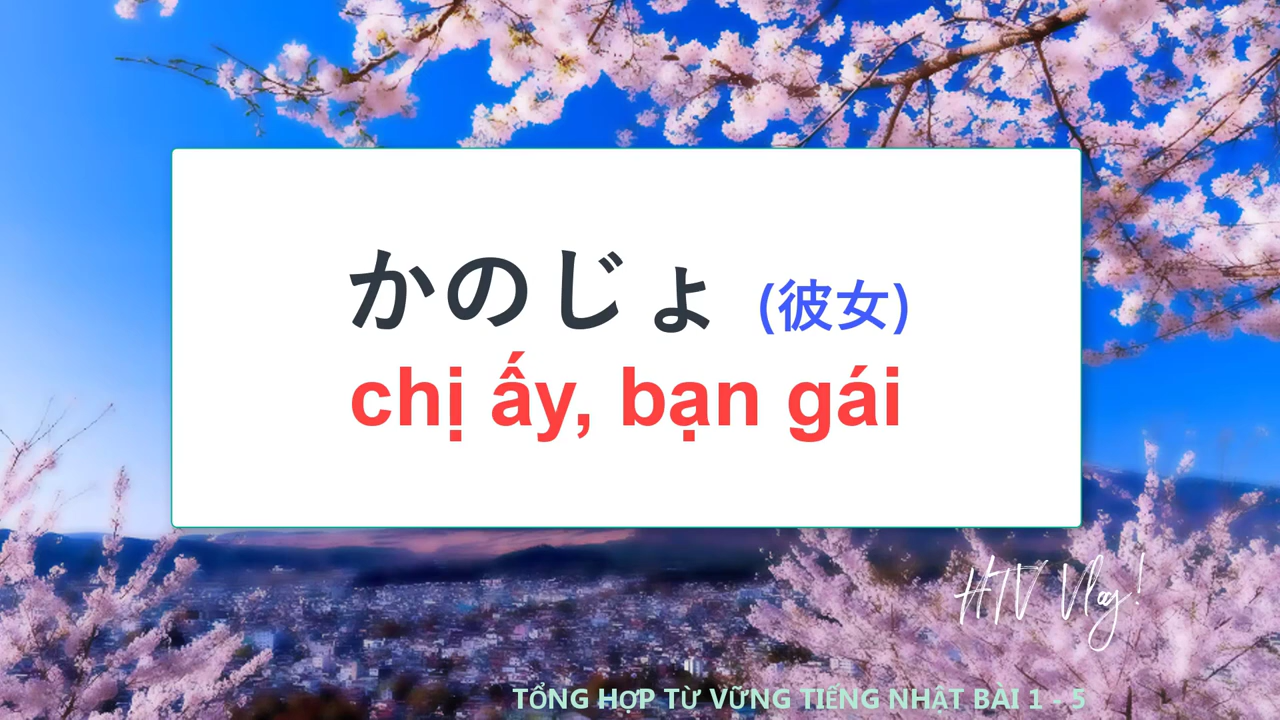 かのじょ (彼女)
chị ấy, bạn gái
HTV Vlog!
TỔNG HỢP TỪ VỮNG TIẾNG NHẬT BÀI 1 - 5